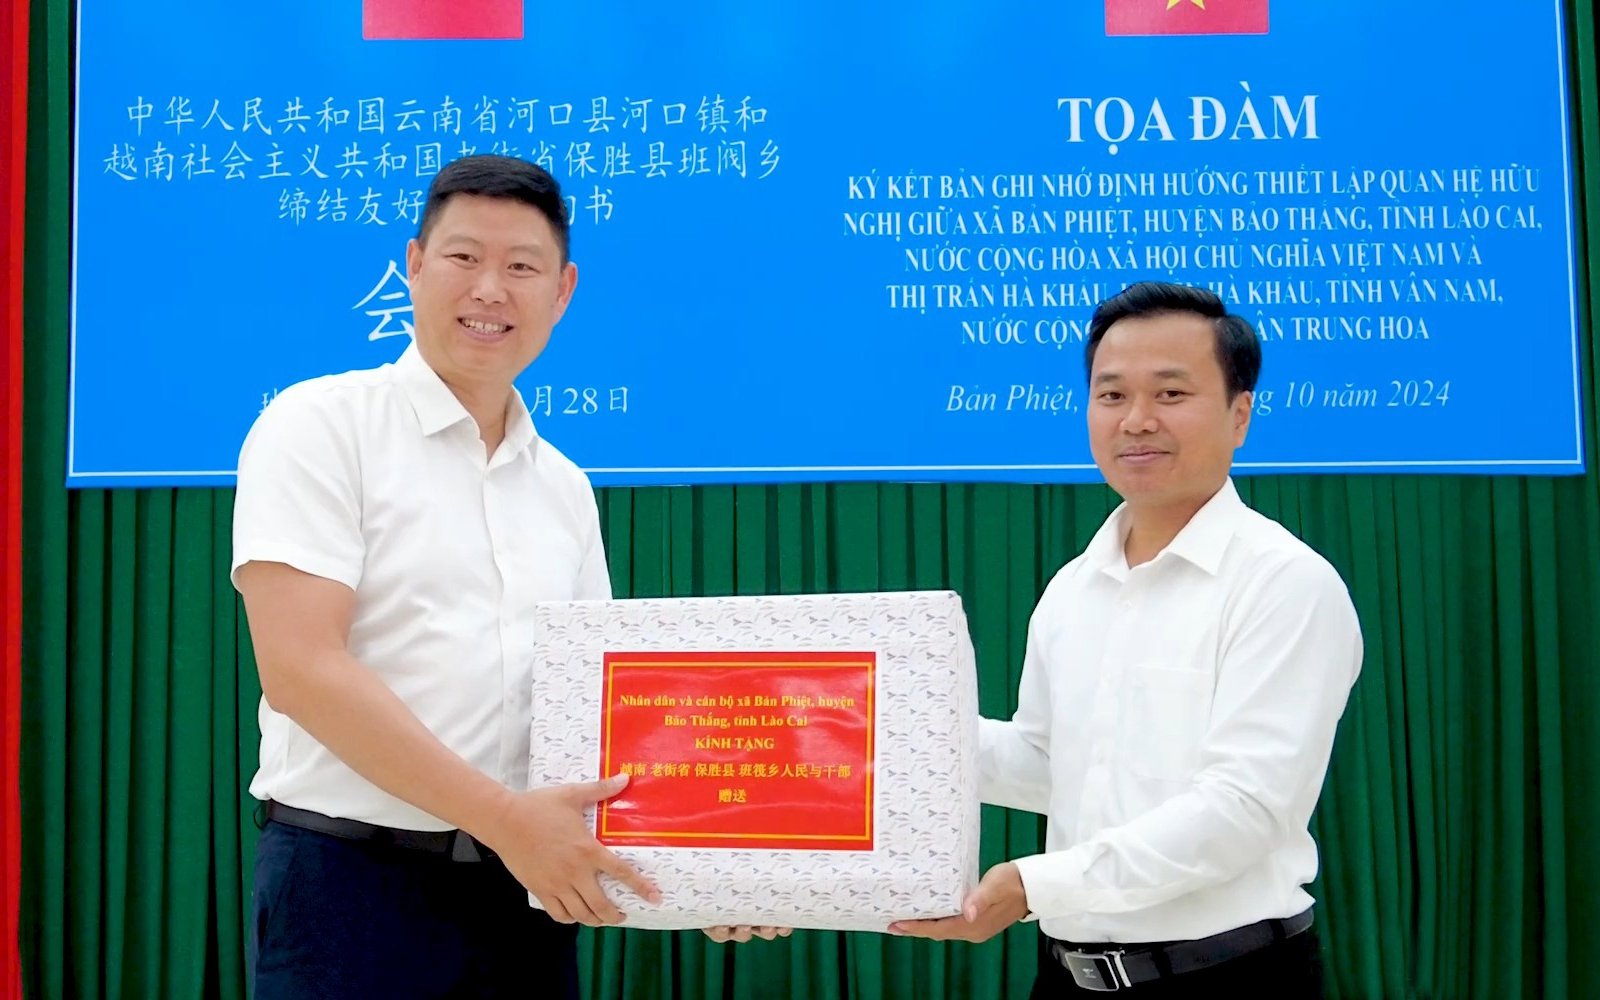 中华人民共和国云南省河口县河口镇和
越南社会主义共和国老街省保胜县班阀乡
缔结友好 书
会
月28日
TỌA ĐÀM
KÝ KẾT BẢN GHI NHỚ ĐỊNH HƯỚNG THIẾT LẬP QUAN HỆ HỮU
NGHỊ GIỮA XÃ BẢN PHIỆT, HUYỆN BẢO THẮNG, TỈNH LÀO CAI,
NƯỚC CỘNG HÒA XÃ HỘI CHỦ NGHĨA VIỆT NAM VÀ
THỊ TRẤN HÀ KHẨU, HÀ KHẨU, TỈNH VÂN NAM,
NƯỚC CỘNG TRUNG HOA
Bản Phiệt, 10 năm 2024
Nhân dân và cán bộ xã Bản Phiệt, huyện
Bảo Thắng, tỉnh Lào Cai
KÍNH TẶNG
越南 老街省 保胜县 班筏乡人民与干部
赠送